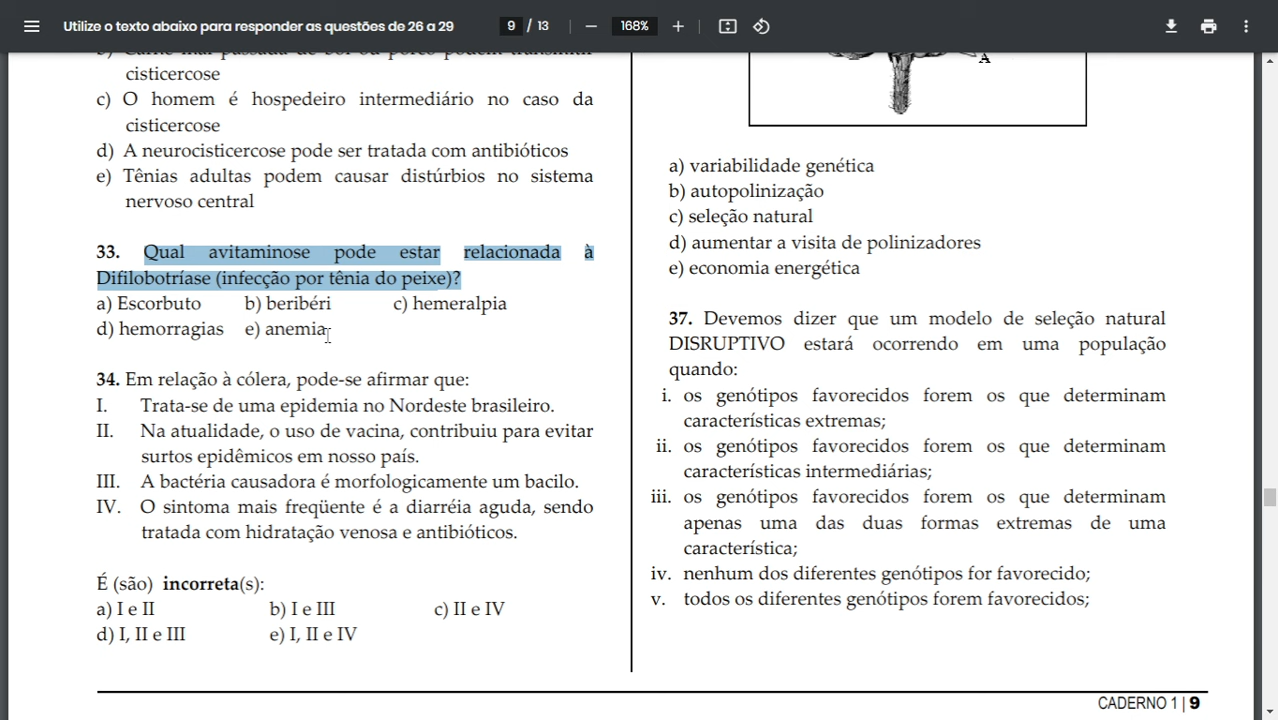 Utilize o texto abaixo para responder as questões de 26 a 29
9 / 13
168%
b) Carne mal passada de boi ou porco podem transmitir
cisticercose
c) O homem é hospedeiro intermediário no caso da
cisticercose
d) A neurocisticercose pode ser tratada com antibióticos
e) Tênias adultas podem causar distúrbios no sistema
nervoso central
33. Qual avitaminose pode estar relacionada à
Difilobotríase (infecção por tênia do peixe)?
a) Escorbuto b) beribéri c) hemeralpia
d) hemorragias e) anemia
34. Em relação à cólera, pode-se afirmar que:
I. Trata-se de uma epidemia no Nordeste brasileiro.
II. Na atualidade, o uso de vacina, contribuiu para evitar
surtos epidêmicos em nosso país.
III. A bactéria causadora é morfologicamente um bacilo.
IV. O sintoma mais freqüente é a diarréia aguda, sendo
tratada com hidratação venosa e antibióticos.
É (são) incorreta(s):
a) I e II b) I e III c) II e IV
d) I, II e III e) I, II e IV
A
a) variabilidade genética
b) autopolinização
c) seleção natural
d) aumentar a visita de polinizadores
e) economia energética
37. Devemos dizer que um modelo de seleção natural
DISRUPTIVO estará ocorrendo em uma população
quando:
i. os genótipos favorecidos forem os que determinam
características extremas;
ii. os genótipos favorecidos forem os que determinam
características intermediárias;
iii. os genótipos favorecidos forem os que determinam
apenas uma das duas formas extremas de uma
característica;
iv. nenhum dos diferentes genótipos for favorecido;
v. todos os diferentes genótipos forem favorecidos;
CADERNO 1 | 9